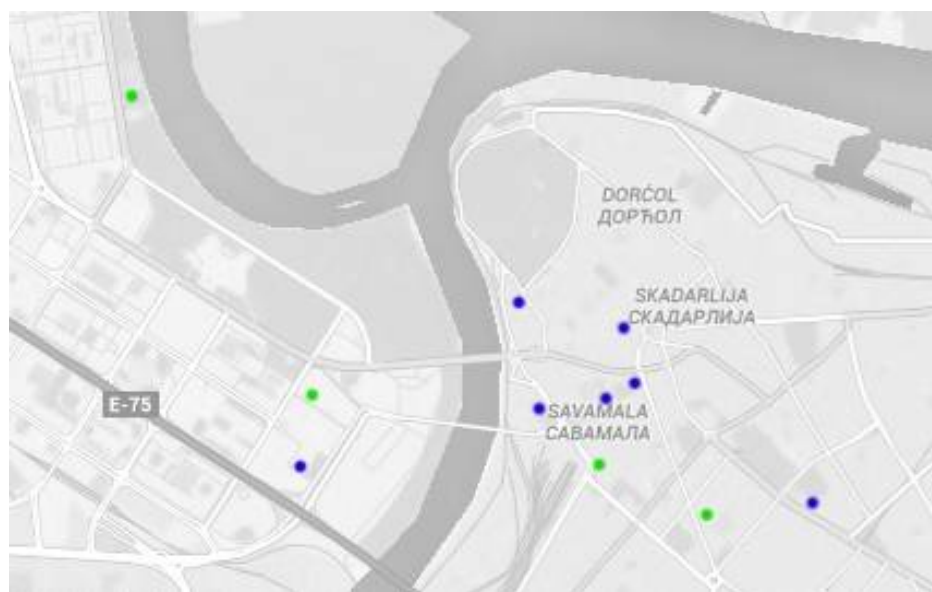 DORĆOL
ДОРЋОЛ
SKADARLIJA
СКАДАРЛИЈА
E-75
SAVAMALA
САВАМАЛА